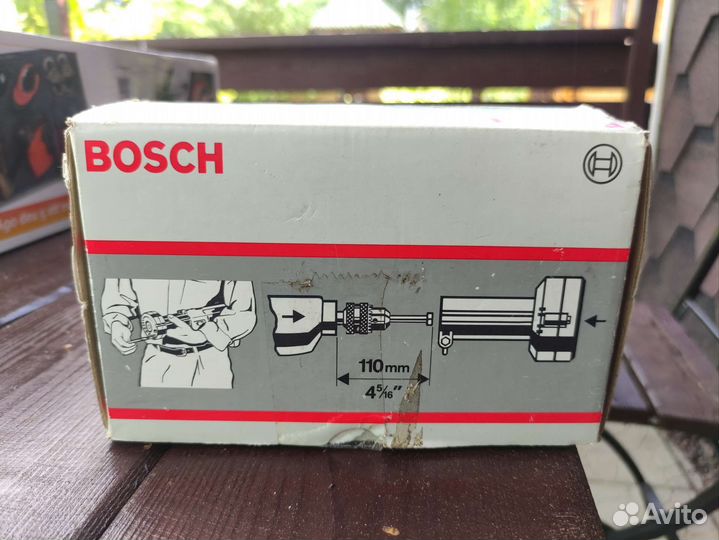 BOSCH
110mm
4 5/16"
Avito